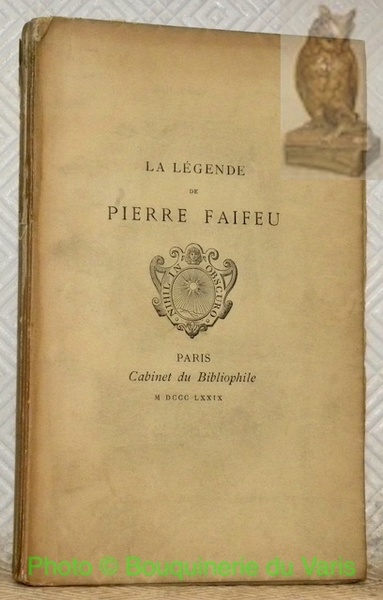 LA LÉGENDE
DE
PIERRE FAIFEU
NIHIL IN OBSCURO
PARIS
Cabinet du Bibliophile
M DCCC LXXIX
Photo © Bouquinerie du Varis